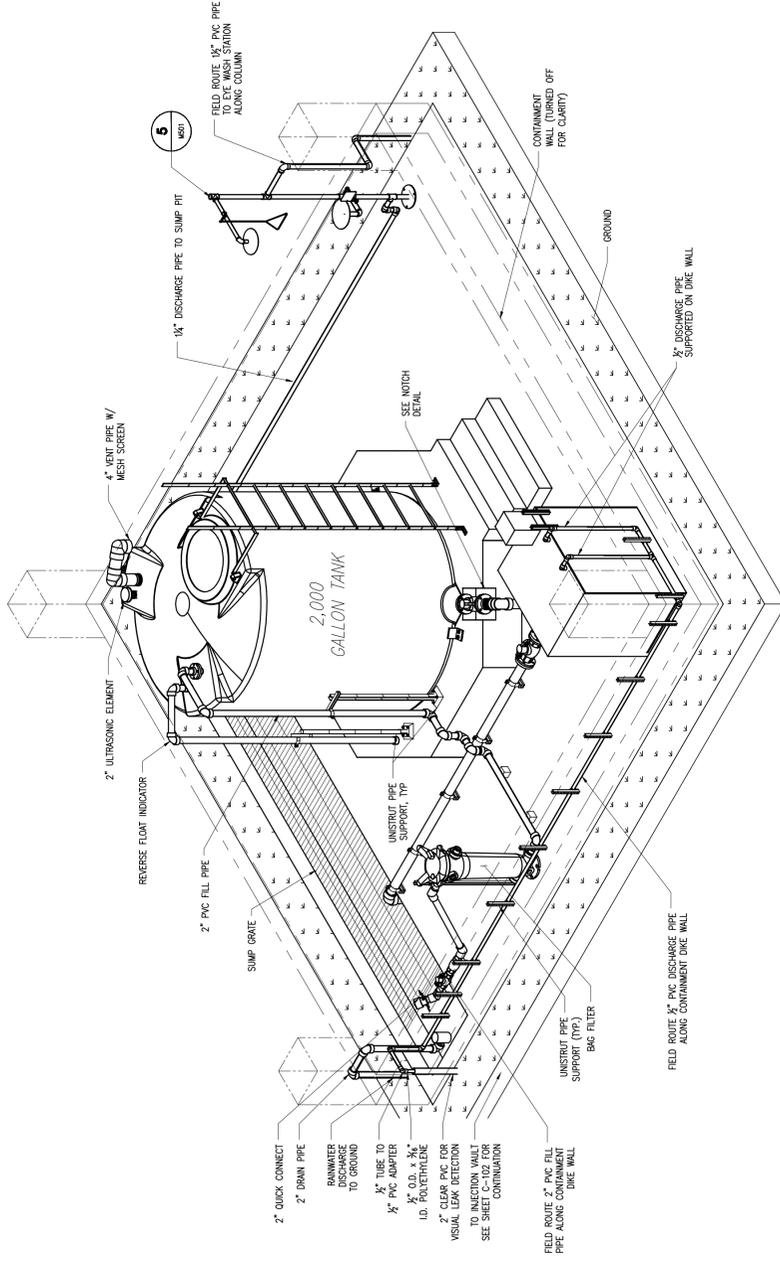 2" QUICK CONNECT
2" DRAIN PIPE
RAINWATER
DISCHARGE
TO GROUND
½" TUBE TO
½" PVC ADAPTER
½" O.D. x ³⁄₁₆"
I.D. POLYETHYLENE
2" CLEAR PVC FOR
VISUAL LEAK DETECTION
TO INJECTION VAULT
SEE SHEET C-102 FOR
CONTINUATION
FIELD ROUTE 2" PVC FILL
PIPE ALONG CONTAINMENT
DIKE WALL
REVERSE FLOAT INDICATOR
2" PVC FILL PIPE
SUMP GRATE
2" ULTRASONIC ELEMENT
4" VENT PIPE W/
MESH SCREEN
2,000
GALLON TANK
UNISTRUT PIPE
SUPPORT, TYP
UNISTRUT PIPE
SUPPORT (TYP.)
BAG FILTER
FIELD ROUTE ½" PVC DISCHARGE PIPE
ALONG CONTAINMENT DIKE WALL
SEE NOTCH
DETAIL
1¼" DISCHARGE PIPE TO SUMP PIT
5
M501
FIELD ROUTE 1½" PVC PIPE
TO EYE WASH STATION
ALONG COLUMN
CONTAINMENT
WALL (TURNED OFF
FOR CLARITY)
GROUND
½" DISCHARGE PIPE
SUPPORTED ON DIKE WALL